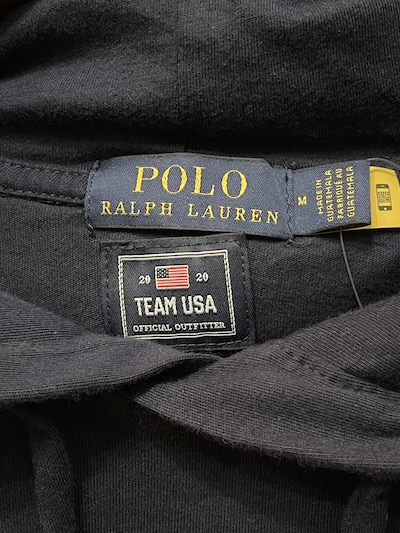 POLO
RALPH LAUREN
M
MADE IN
GUATEMALA
FABRIQUÉ AU
GUATEMALA
20 20
TEAM USA
OFFICIAL OUTFITTER